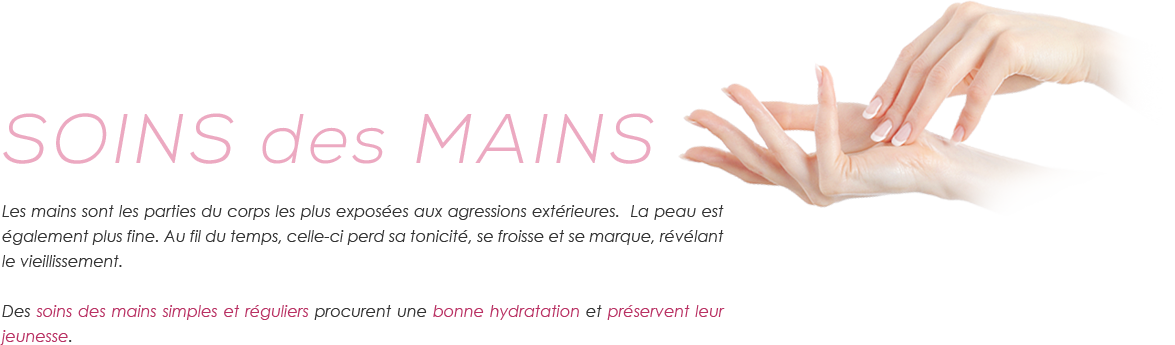 SOINS des MAINS
Les mains sont les parties du corps les plus exposées aux agressions extérieures.  La peau est
également plus fine. Au fil du temps, celle-ci perd sa tonicité, se froisse et se marque, révélant
le vieillissement.
Des soins des mains simples et réguliers procurent une bonne hydratation et préservent leur
jeunesse.